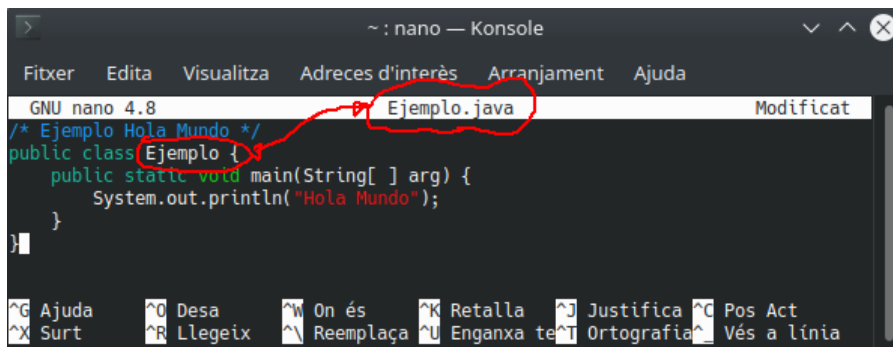 ~ : nano — Konsole
Fitxer Edita Visualitza Adreces d'interès Arranjament Ajuda
GNU nano 4.8 Ejemplo.java Modificat
/* Ejemplo Hola Mundo */
public class Ejemplo {
    public static void main(String[ ] arg) {
        System.out.println("Hola Mundo");
    }
}
^G Ajuda ^O Desa ^W On és ^K Retalla ^J Justifica ^C Pos Act
^X Surt ^R Llegeix ^\ Reemplaça ^U Enganxa te^T Ortografia^_ Vés a línia